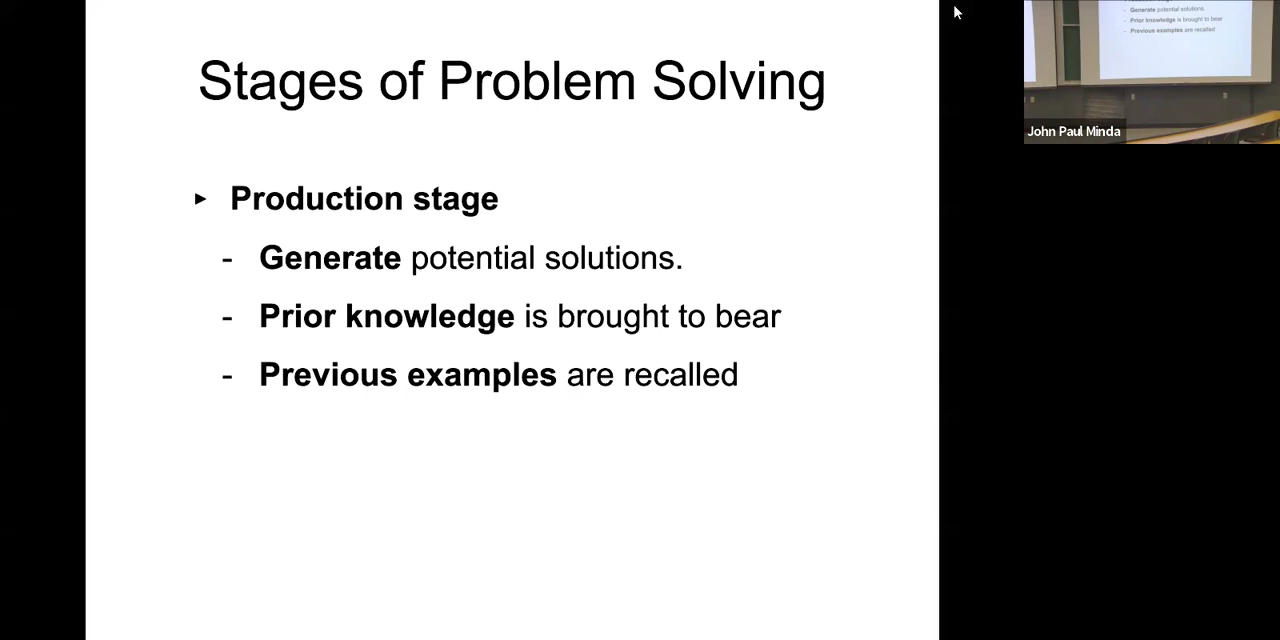 Stages of Problem Solving
▸ Production stage
- Generate potential solutions.
- Prior knowledge is brought to bear
- Previous examples are recalled
- Generate potential solutions.
- Prior knowledge is brought to bear
- Previous examples are recalled
John Paul Minda